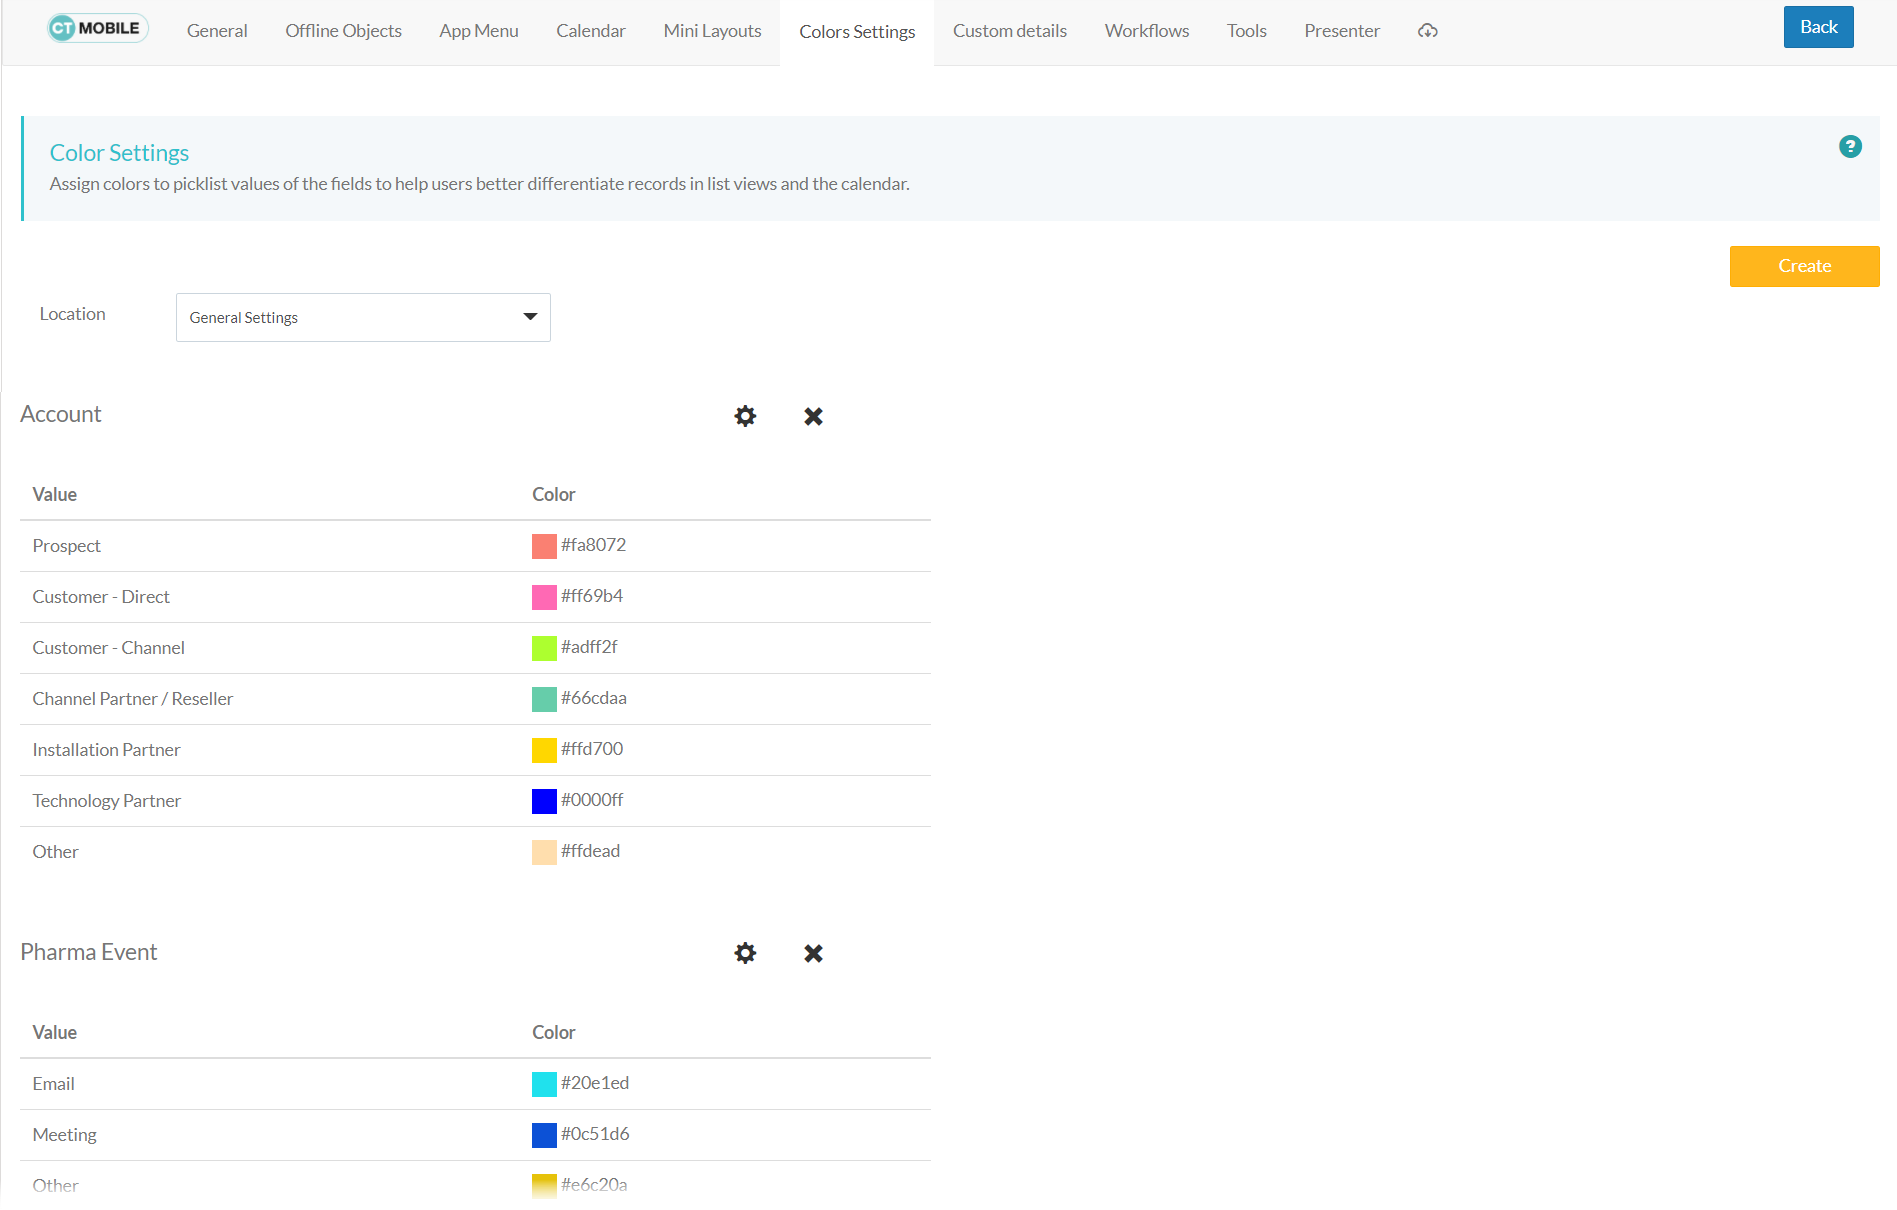 CT MOBILE
General
Offline Objects
App Menu
Calendar
Mini Layouts
Colors Settings
Custom details
Workflows
Tools
Presenter
Back
Color Settings
?
Assign colors to picklist values of the fields to help users better differentiate records in list views and the calendar.
Create
Location
General Settings
Account
Value Color
Prospect #fa8072
Customer - Direct #ff69b4
Customer - Channel #adff2f
Channel Partner / Reseller #66cdaa
Installation Partner #ffd700
Technology Partner #0000ff
Other #ffdead
Pharma Event
Value Color
Email #20e1ed
Meeting #0c51d6
Other #e6c20a